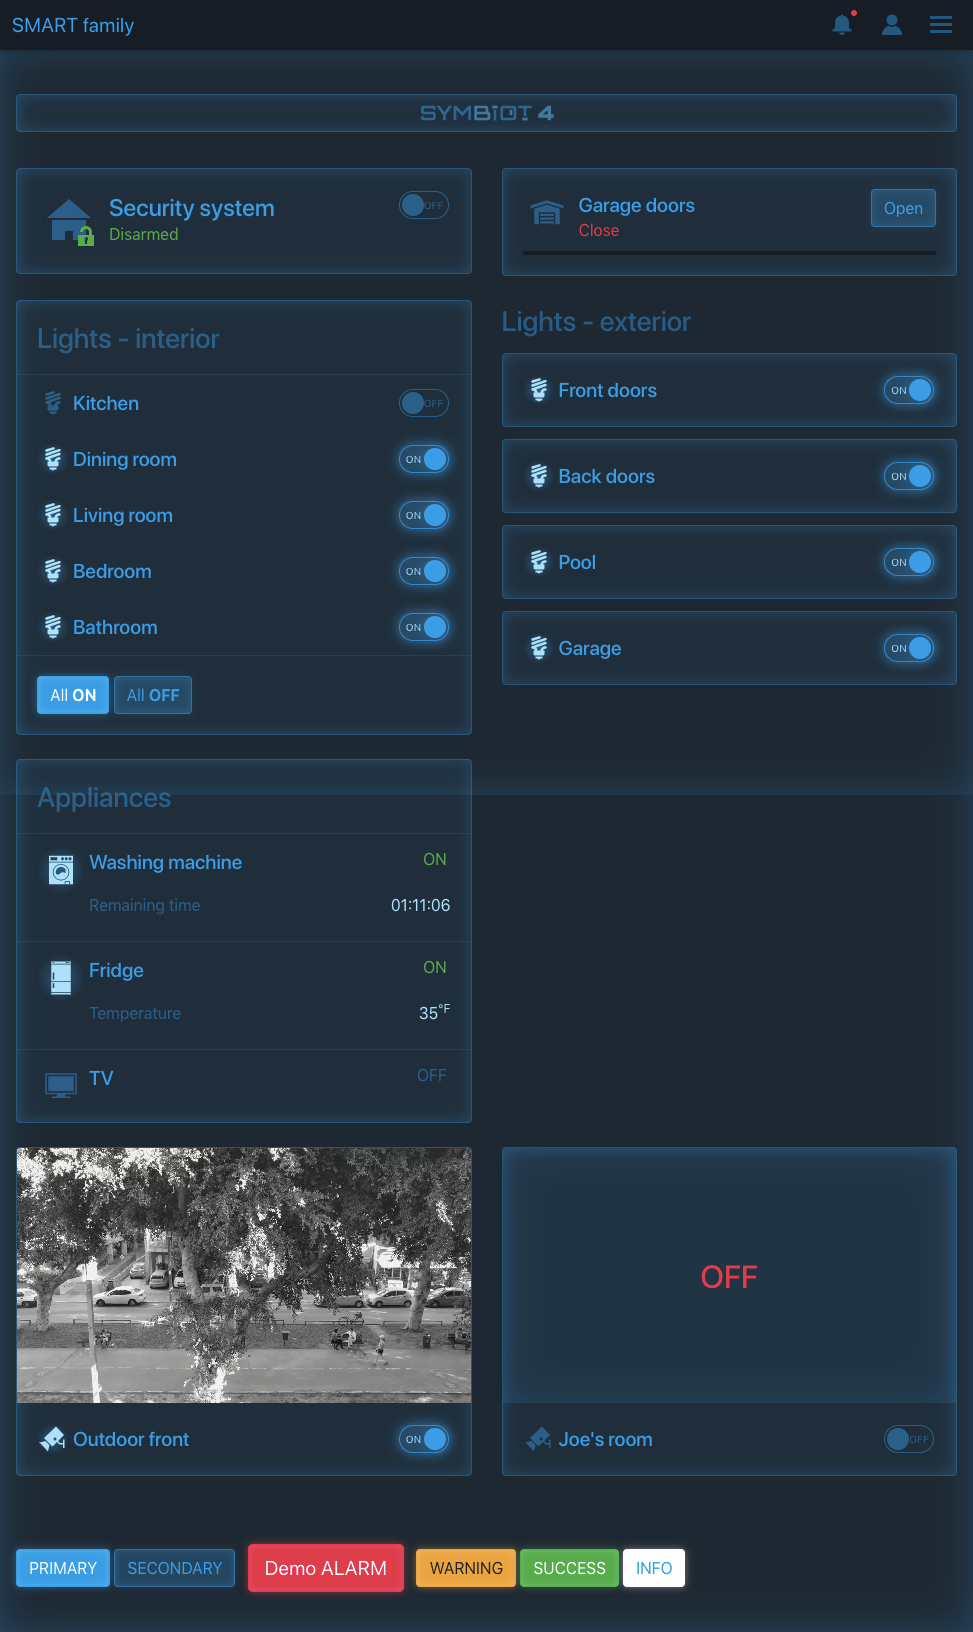 SMART family
SYMBIOT 4
Security system
OFF
Disarmed
Garage doors
Open
Close
Lights - interior
Kitchen
OFF
Dining room
ON
Living room
ON
Bedroom
ON
Bathroom
ON
All ON
All OFF
Lights - exterior
Front doors
ON
Back doors
ON
Pool
ON
Garage
ON
Appliances
Washing machine
ON
Remaining time
01:11:06
Fridge
ON
Temperature
35°F
TV
OFF
Outdoor front
ON
OFF
Joe's room
OFF
PRIMARY
SECONDARY
Demo ALARM
WARNING
SUCCESS
INFO